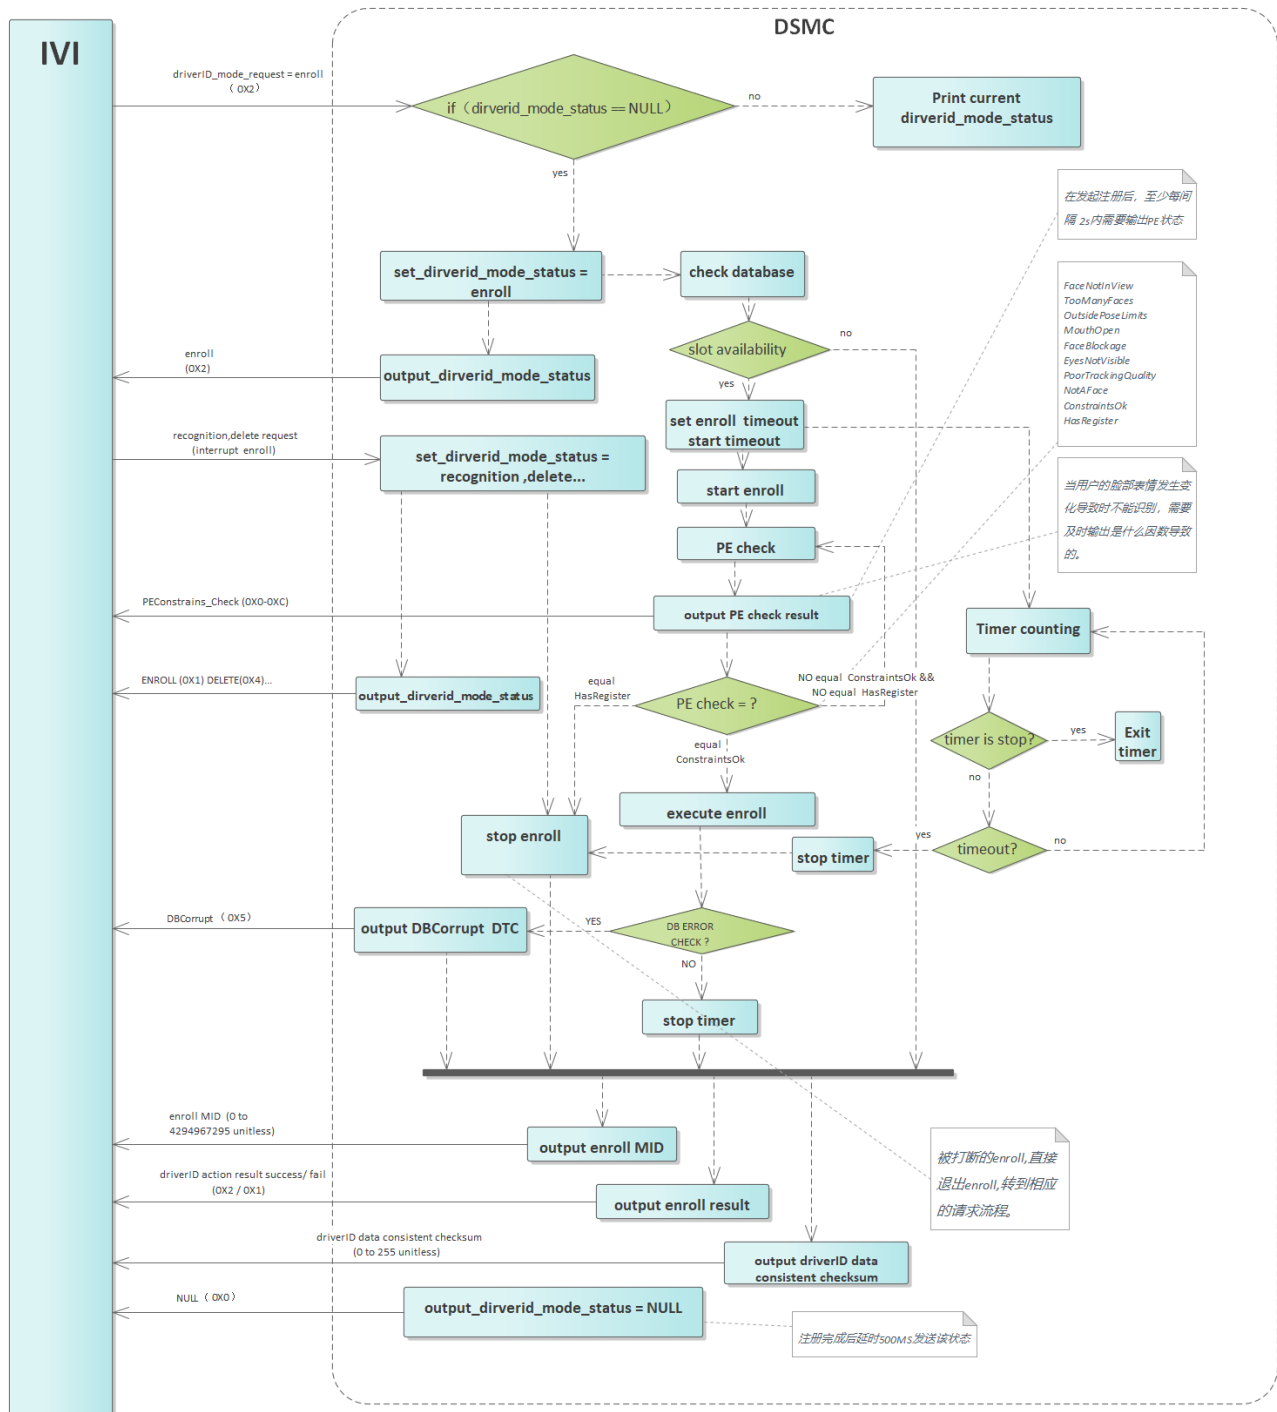 IVI
DSMC
driverID_mode_request = enroll
（ 0X2）
if（dirverid_mode_status == NULL）
no
Print current
dirverid_mode_status
yes
在发起注册后，至少每间
隔 2s内需要输出PE状态
set_dirverid_mode_status =
enroll
check database
FaceNotInView
TooManyFaces
OutsidePoseLimits
MouthOpen
FaceBlockage
EyesNotVisible
PoorTrackingQuality
NotAFace
ConstraintsOk
HasRegister
slot availability
no
enroll
(0X2)
output_dirverid_mode_status
yes
set enroll timeout
start timeout
recognition,delete request
(interrupt enroll)
set_dirverid_mode_status =
recognition ,delete...
start enroll
当用户的脸部表情发生变
化导致时不能识别，需要
及时输出是什么因数导致
的。
PE check
PEConstrains_Check (0X0-0XC)
output PE check result
Timer counting
ENROLL (0X1) DELETE(0X4)...
output_dirverid_mode_status
equal
HasRegister
PE check = ?
NO equal ConstraintsOk &&
NO equal HasRegister
timer is stop?
yes
Exit
timer
equal
ConstraintsOk
no
execute enroll
stop enroll
stop timer
yes
timeout?
no
DBCorrupt （ 0X5）
output DBCorrupt DTC
YES
DB ERROR
CHECK ?
NO
stop timer
enroll MID (0 to
4294967295 unitless)
output enroll MID
被打断的enroll,直接
退出enroll,转到相应
的请求流程。
driverID action result success/ fail
(0X2 / 0X1)
output enroll result
driverID data consistent checksum
(0 to 255 unitless)
output driverID data
consistent checksum
NULL（ 0X0）
output_dirverid_mode_status = NULL
注册完成后延时500MS发送该状态